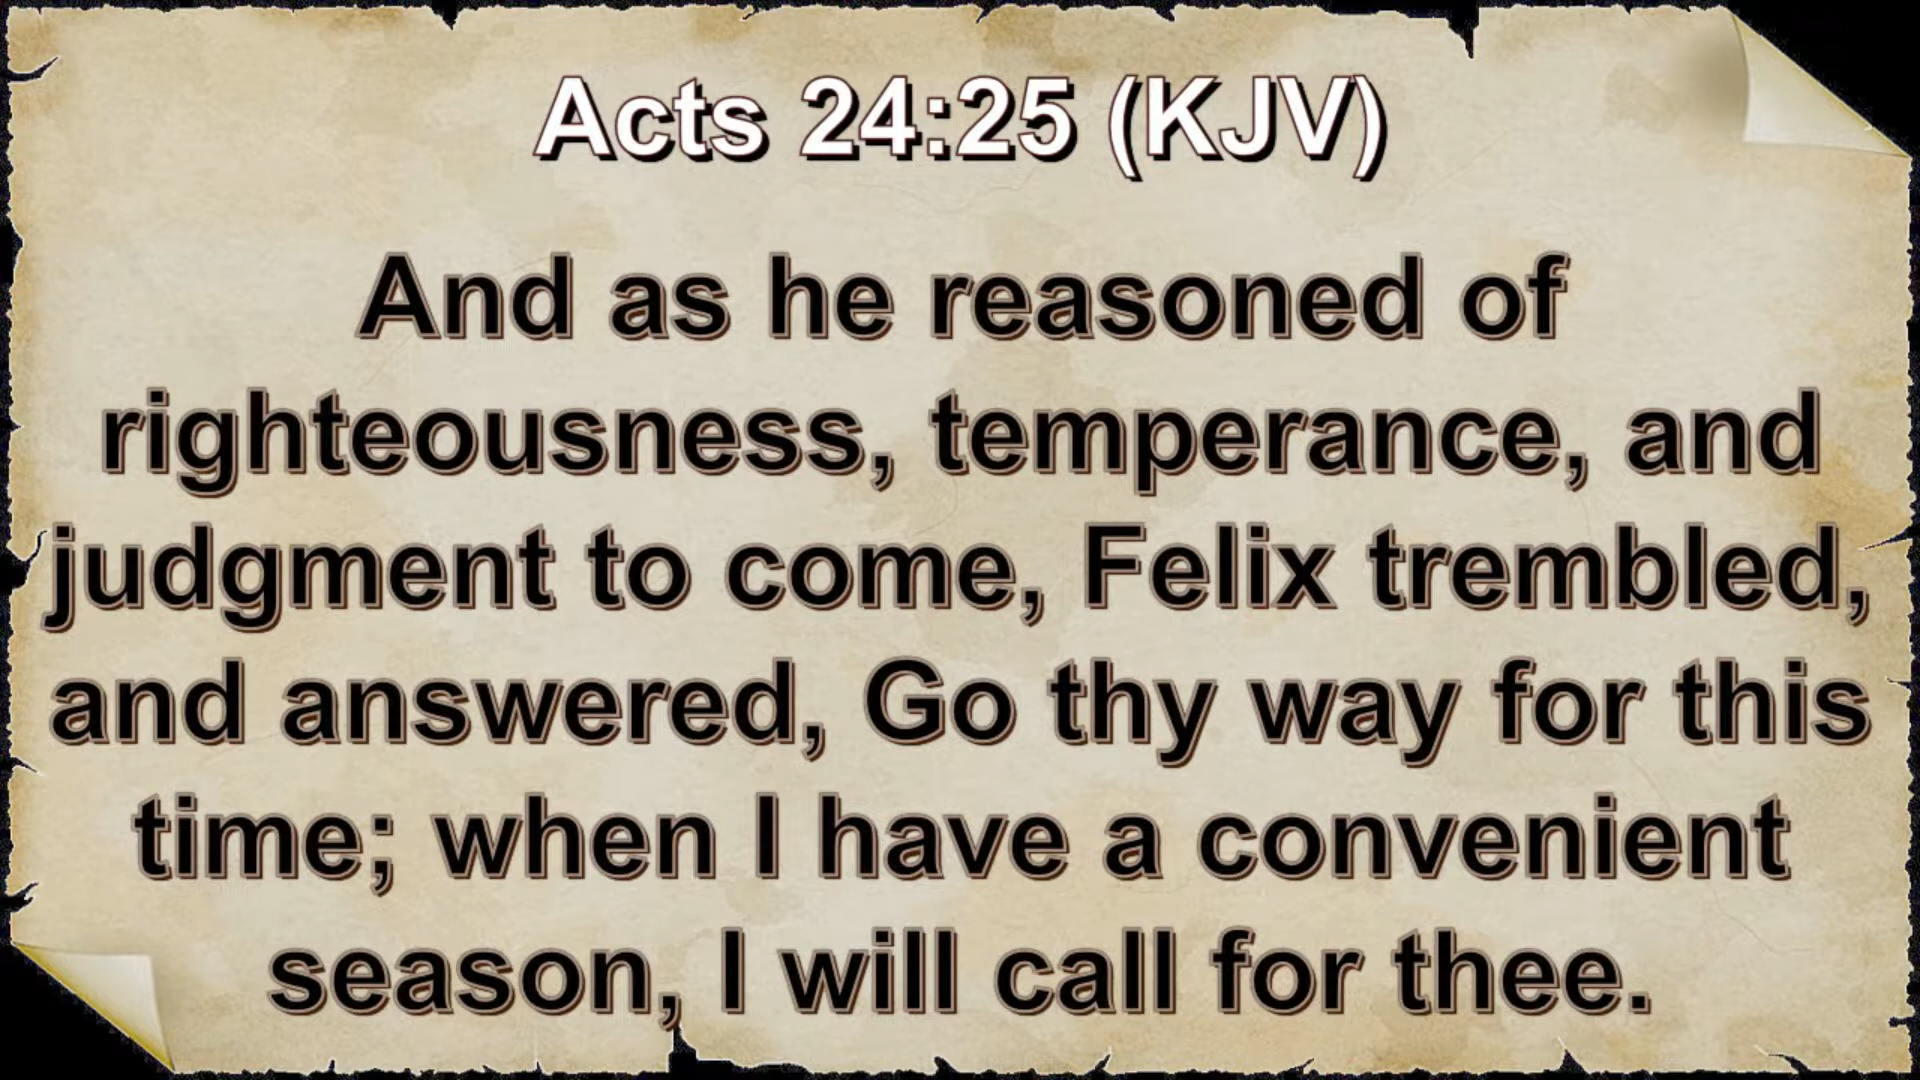 Acts 24:25 (KJV)
And as he reasoned of
righteousness, temperance, and
judgment to come, Felix trembled,
and answered, Go thy way for this
time; when I have a convenient
season, I will call for thee.